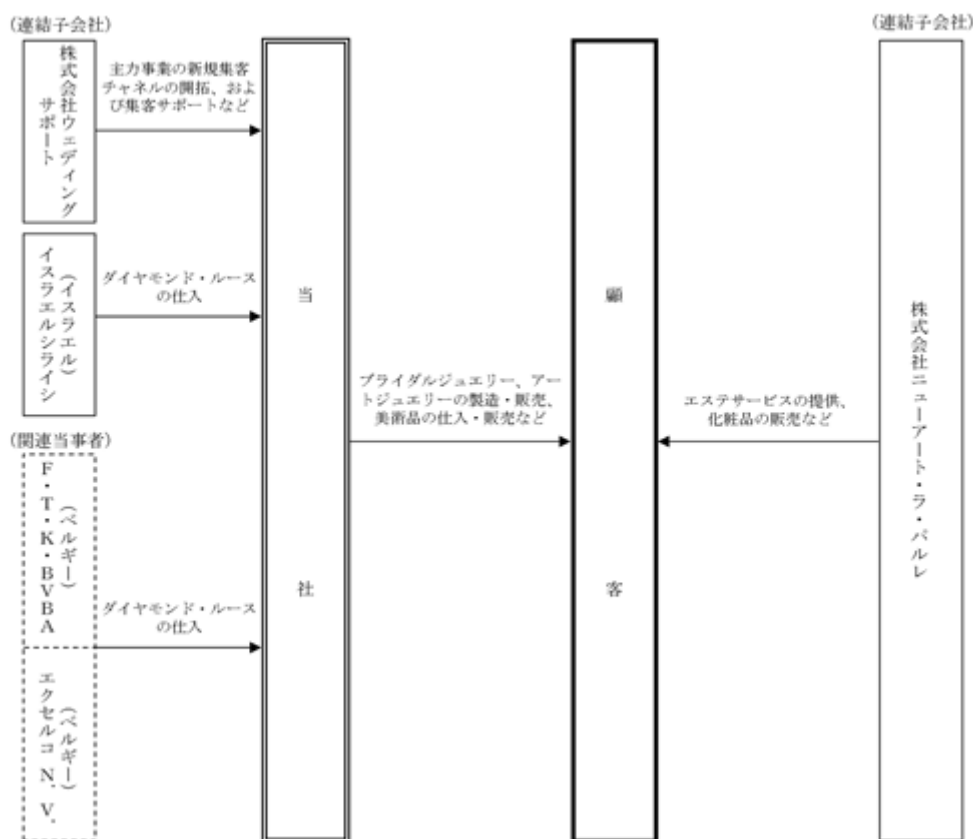 (連結子会社)
株式会社ウェディング
サポート
主力事業の新規集客
チャネルの開拓、およ
び集客サポートなど
イスラエルシライシ
(イスラエル)
ダイヤモンド・ルース
の仕入
(関連当事者)
F・T・K・BVBA
(ベルギー)
エクセルコ N. V.
(ベルギー)
ダイヤモンド・ルース
の仕入
当社
ブライダルジュエリー、アー
トジュエリーの製造・販売、
美術品の仕入・販売など
顧客
エステサービスの提供、
化粧品の販売など
(連結子会社)
株式会社ニューアート・ラ・パルレ